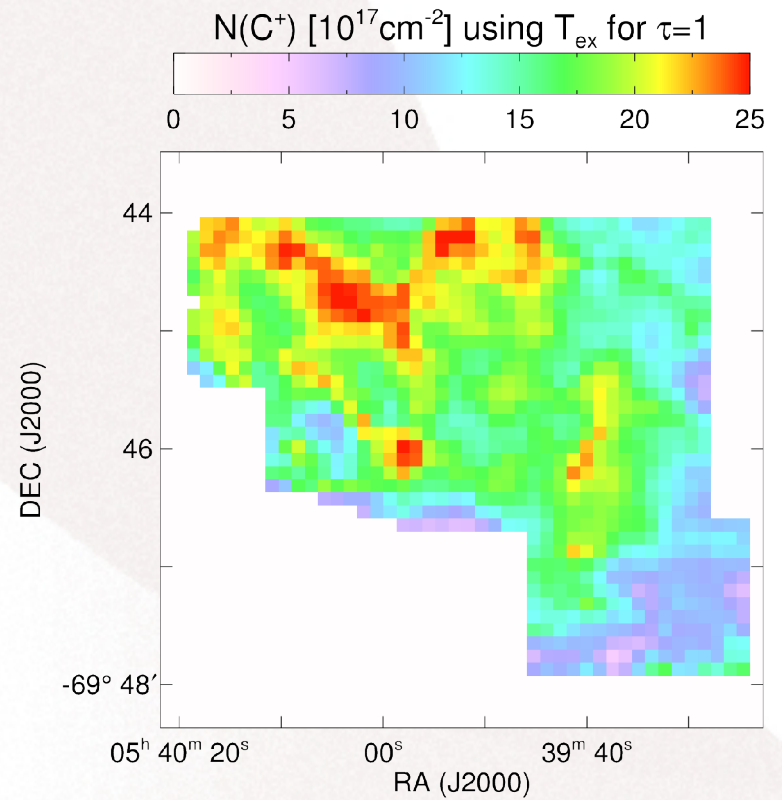 N(C⁺) [10¹⁷cm⁻²] using Tₑₓ for τ=1
0 5 10 15 20 25
44
46
-69° 48′
DEC (J2000)
05ʰ 40ᵐ 20ˢ 00ˢ 39ᵐ 40ˢ
RA (J2000)